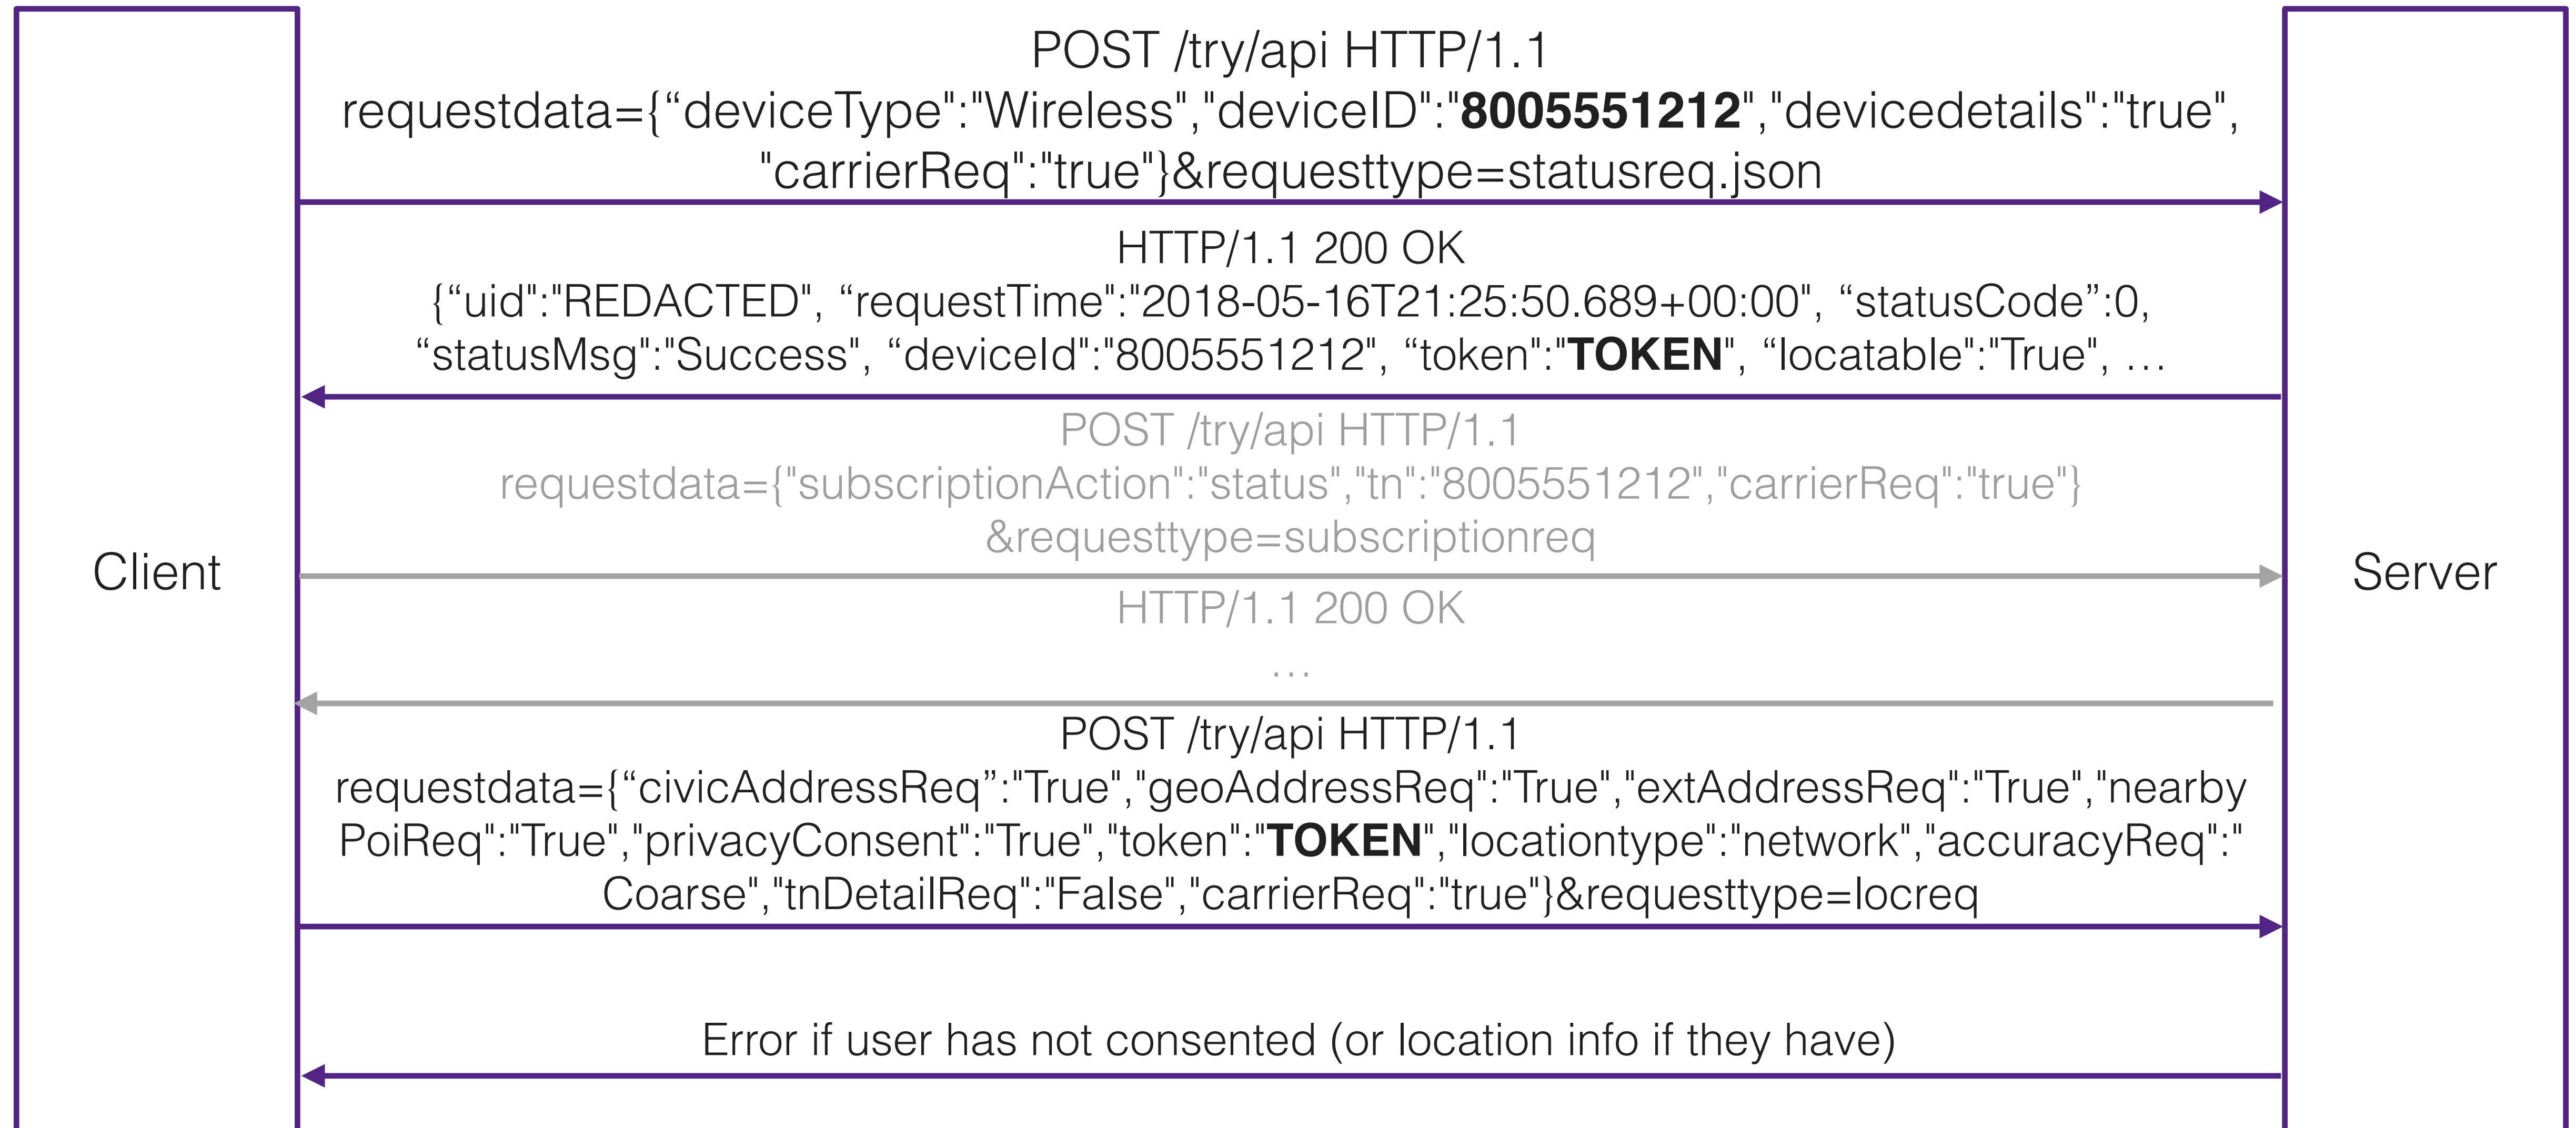 POST /try/api HTTP/1.1
requestdata={“deviceType":"Wireless","deviceID":"8005551212","devicedetails":"true",
"carrierReq":"true"}&requesttype=statusreq.json
HTTP/1.1 200 OK
{“uid":"REDACTED", “requestTime":"2018-05-16T21:25:50.689+00:00", “statusCode”:0,
“statusMsg":"Success", “deviceId":"8005551212", “token":"TOKEN", “locatable":"True", …
POST /try/api HTTP/1.1
requestdata={"subscriptionAction":"status","tn":"8005551212","carrierReq":"true"}
&requesttype=subscriptionreq
Client
Server
HTTP/1.1 200 OK
…
POST /try/api HTTP/1.1
requestdata={“civicAddressReq”:"True","geoAddressReq":"True","extAddressReq":"True","nearby
PoiReq":"True","privacyConsent":"True","token":"TOKEN","locationtype":"network","accuracyReq":"
Coarse","tnDetailReq":"False","carrierReq":"true"}&requesttype=locreq
Error if user has not consented (or location info if they have)